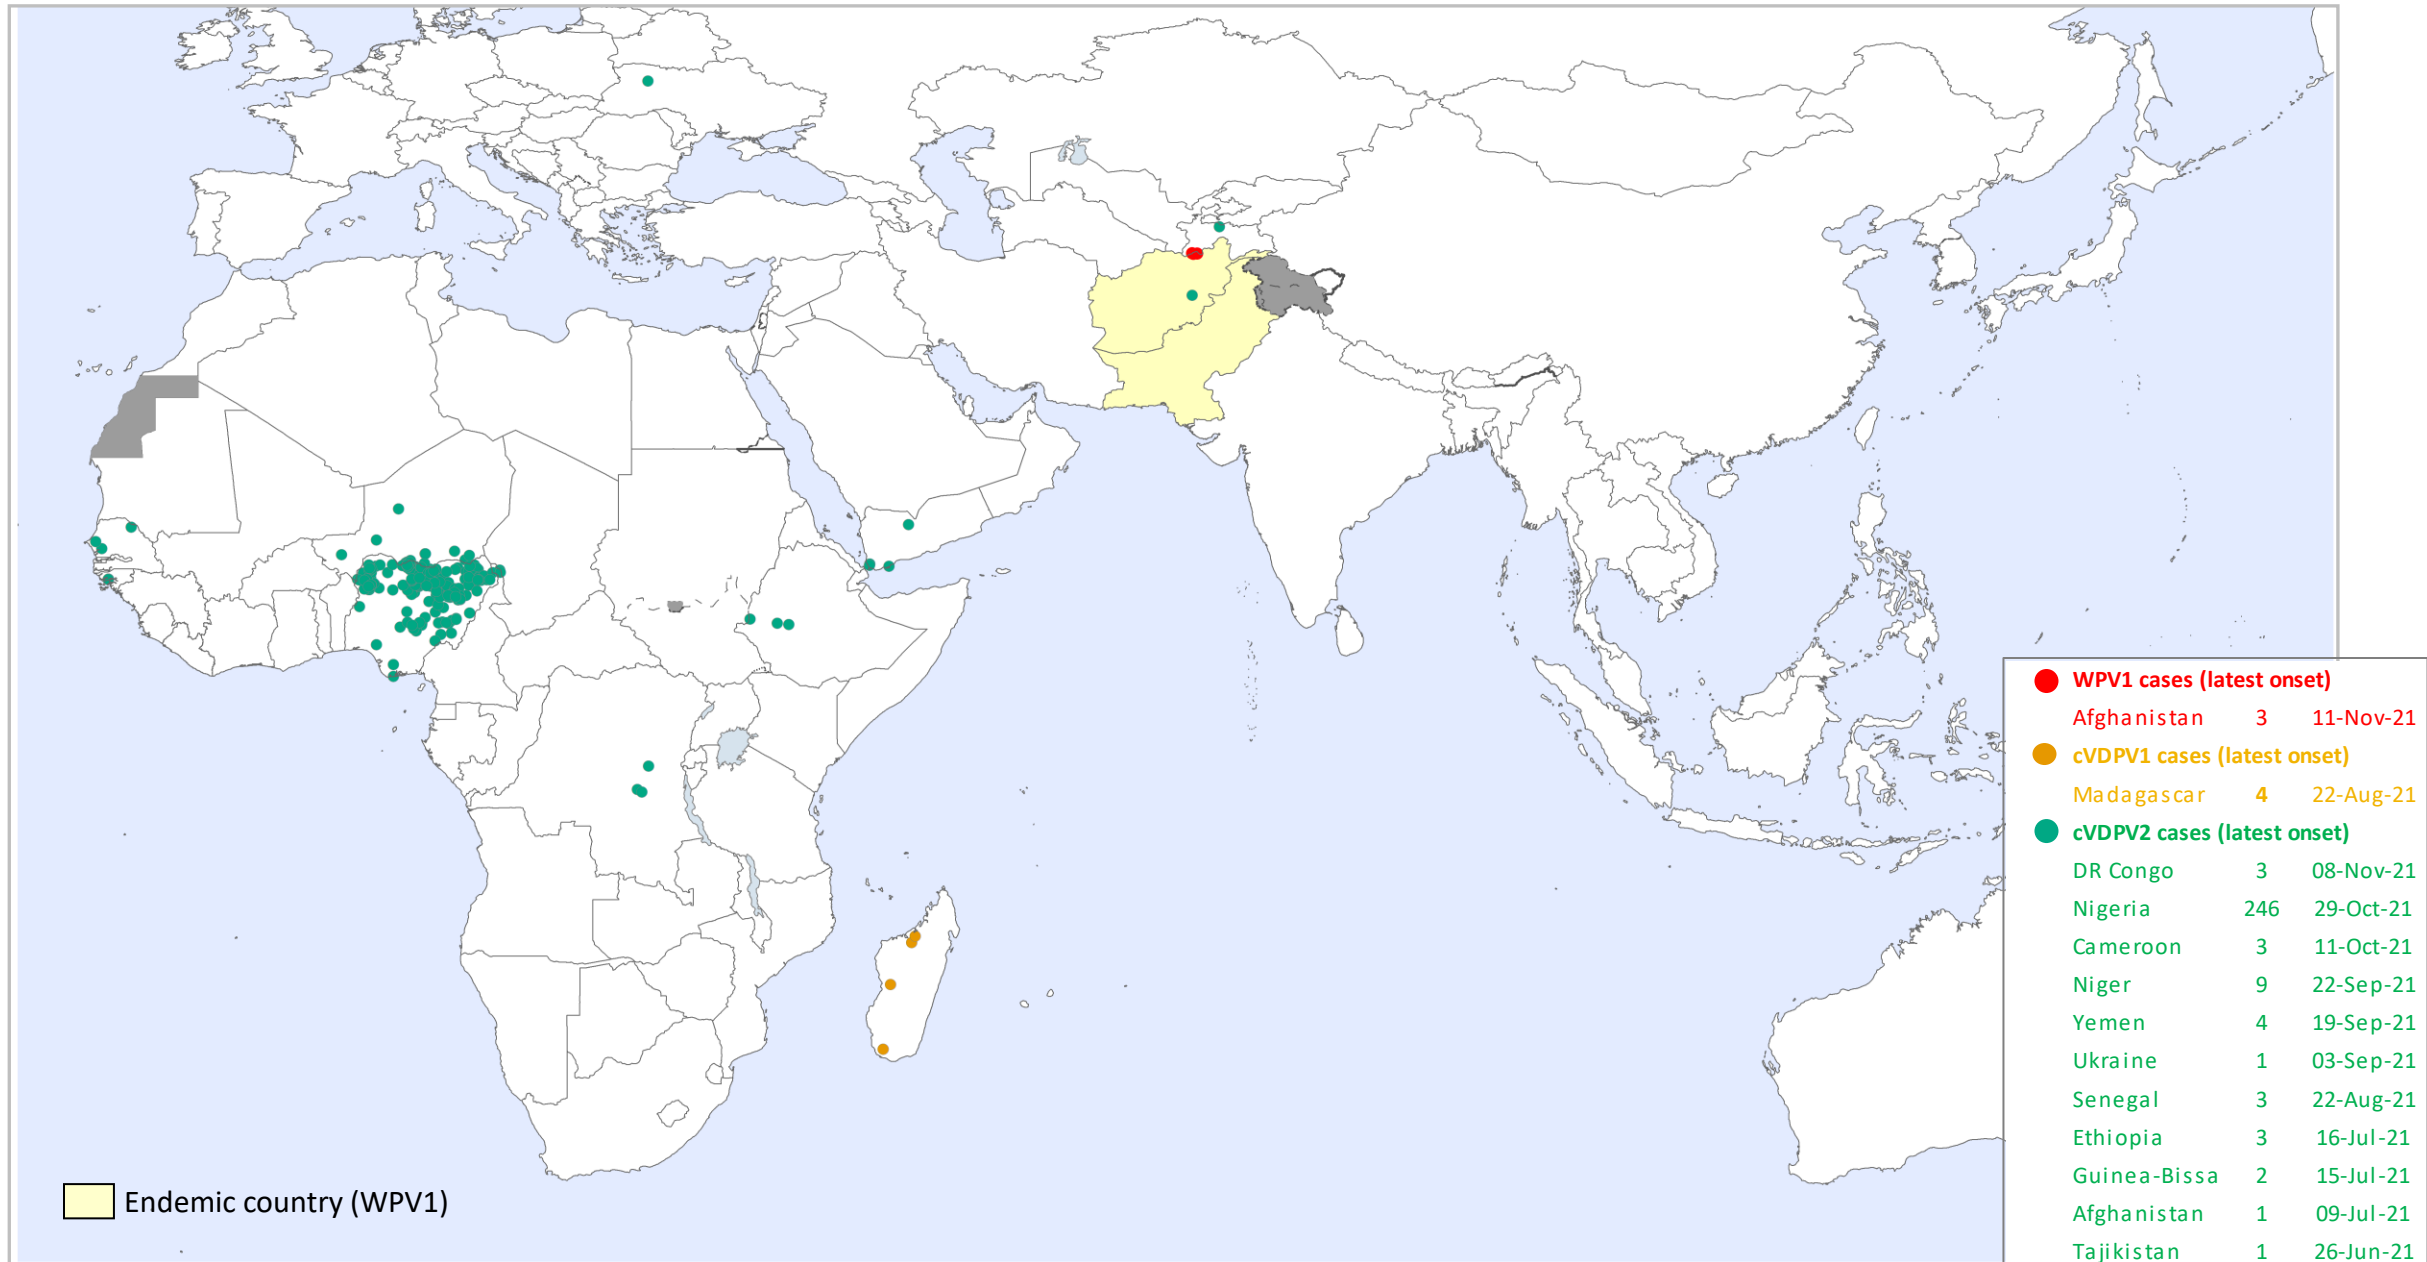 WPV1 cases (latest onset)
Afghanistan 3 11-Nov-21
cVDPV1 cases (latest onset)
Madagascar 4 22-Aug-21
cVDPV2 cases (latest onset)
DR Congo 3 08-Nov-21
Nigeria 246 29-Oct-21
Cameroon 3 11-Oct-21
Niger 9 22-Sep-21
Yemen 4 19-Sep-21
Ukraine 1 03-Sep-21
Senegal 3 22-Aug-21
Ethiopia 3 16-Jul-21
Guinea-Bissa 2 15-Jul-21
Afghanistan 1 09-Jul-21
Tajikistan 1 26-Jun-21
Endemic country (WPV1)